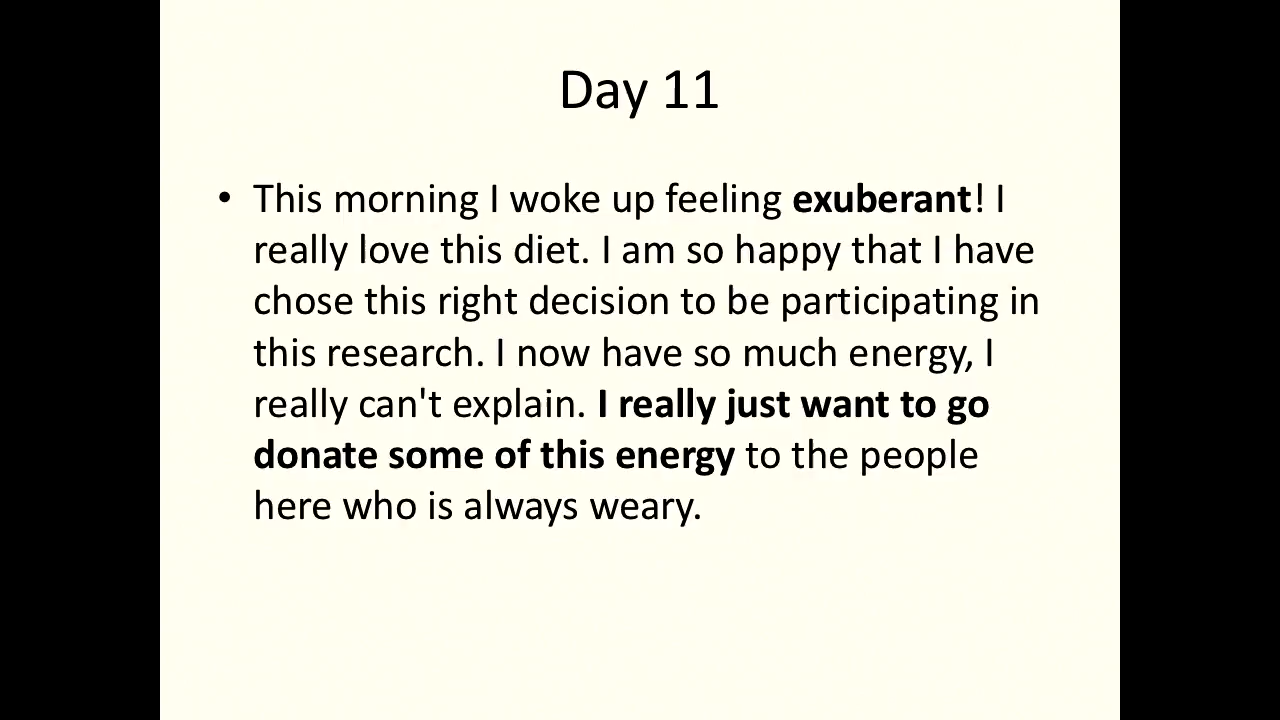 Day 11
• This morning I woke up feeling exuberant! I
really love this diet. I am so happy that I have
chose this right decision to be participating in
this research. I now have so much energy, I
really can't explain. I really just want to go
donate some of this energy to the people
here who is always weary.